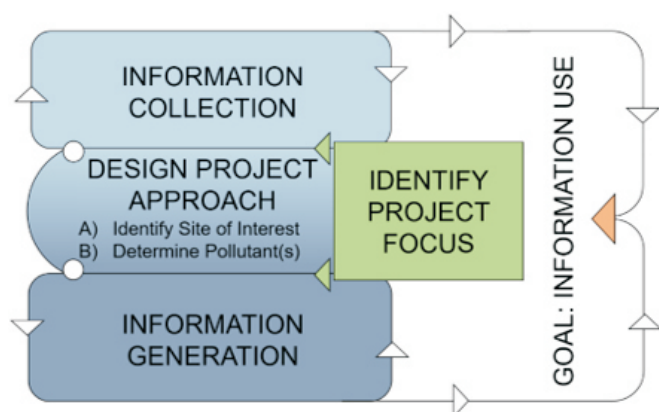 INFORMATION
COLLECTION
DESIGN PROJECT
APPROACH
A) Identify Site of Interest
B) Determine Pollutant(s)
IDENTIFY
PROJECT
FOCUS
INFORMATION
GENERATION
GOAL: INFORMATION USE